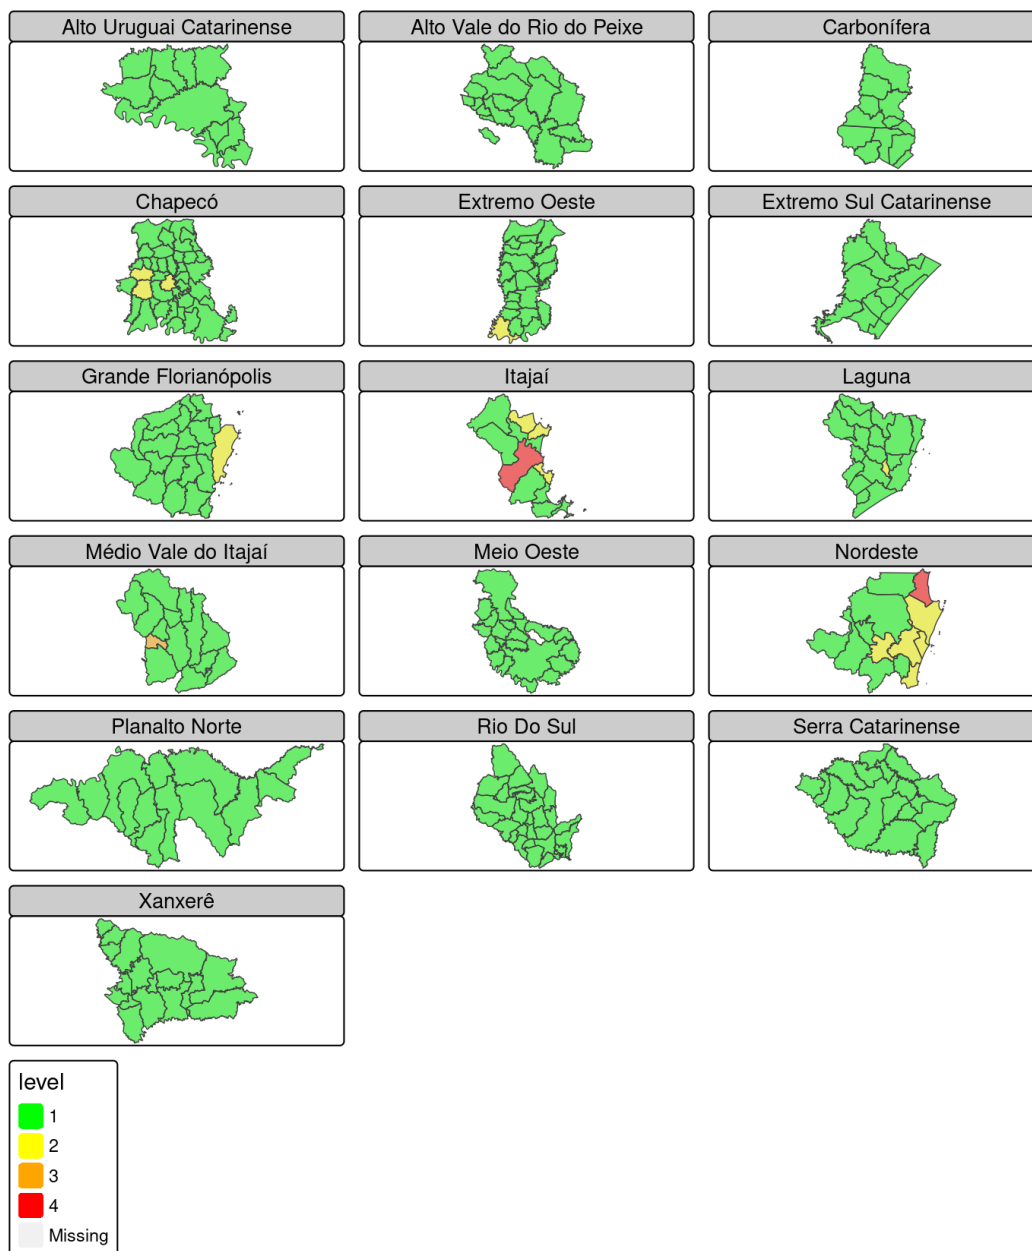 Alto Uruguai Catarinense
Alto Vale do Rio do Peixe
Carbonífera
Chapecó
Extremo Oeste
Extremo Sul Catarinense
Grande Florianópolis
Itajaí
Laguna
Médio Vale do Itajaí
Meio Oeste
Nordeste
Planalto Norte
Rio Do Sul
Serra Catarinense
Xanxerê
level
1
2
3
4
Missing